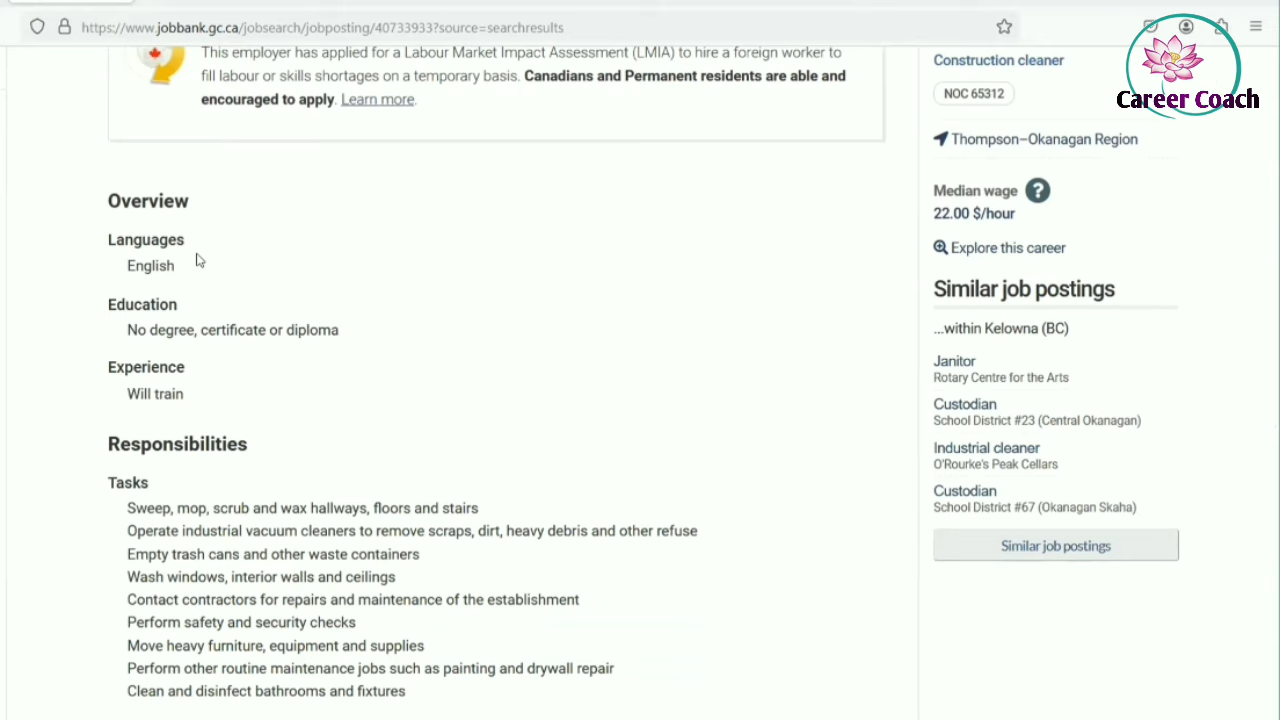 https://www.jobbank.gc.ca/jobsearch/jobposting/40733933?source=searchresults
This employer has applied for a Labour Market Impact Assessment (LMIA) to hire a foreign worker to
fill labour or skills shortages on a temporary basis. Canadians and Permanent residents are able and
encouraged to apply. Learn more.
Overview
Languages
English
Education
No degree, certificate or diploma
Experience
Will train
Responsibilities
Tasks
Sweep, mop, scrub and wax hallways, floors and stairs
Operate industrial vacuum cleaners to remove scraps, dirt, heavy debris and other refuse
Empty trash cans and other waste containers
Wash windows, interior walls and ceilings
Contact contractors for repairs and maintenance of the establishment
Perform safety and security checks
Move heavy furniture, equipment and supplies
Perform other routine maintenance jobs such as painting and drywall repair
Clean and disinfect bathrooms and fixtures
Career Coach
Construction cleaner
NOC 65312
Thompson–Okanagan Region
Median wage ?
22.00 $/hour
Explore this career
Similar job postings
...within Kelowna (BC)
Janitor
Rotary Centre for the Arts
Custodian
School District #23 (Central Okanagan)
Industrial cleaner
O'Rourke's Peak Cellars
Custodian
School District #67 (Okanagan Skaha)
Similar job postings